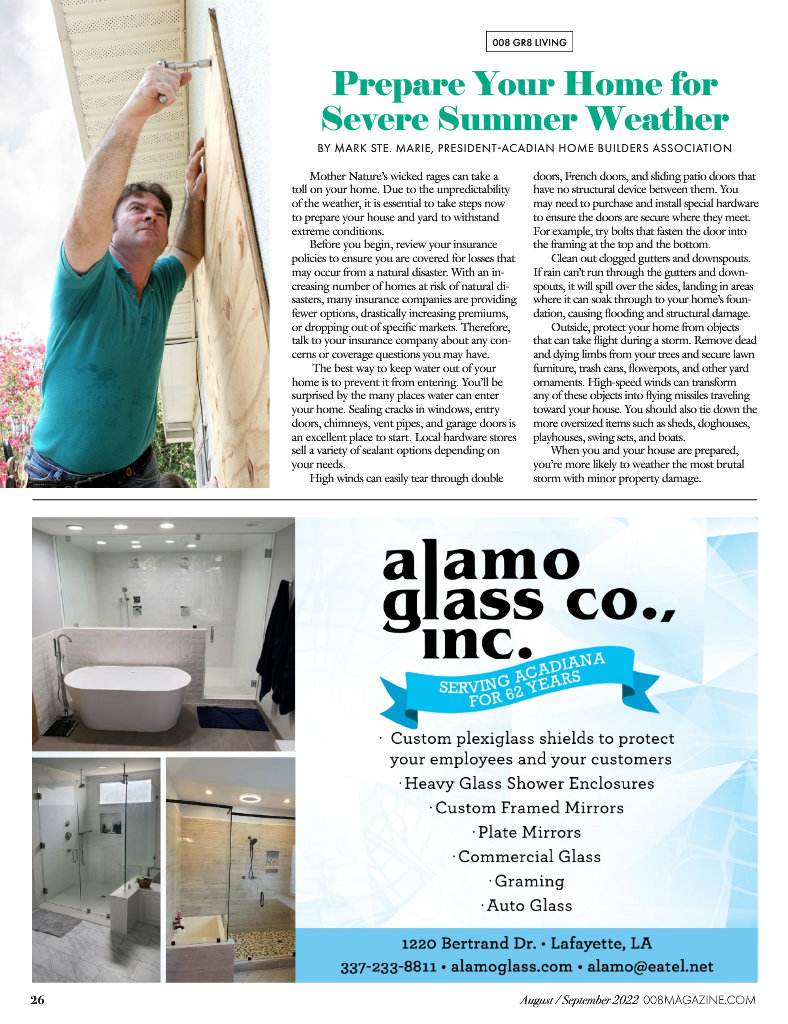 008 GR8 LIVING
Prepare Your Home for
Severe Summer Weather
BY MARK STE. MARIE, PRESIDENT-ACADIAN HOME BUILDERS ASSOCIATION
Mother Nature's wicked rages can take a
toll on your home. Due to the unpredictability
of the weather, it is essential to take steps now
to prepare your house and yard to withstand
extreme conditions.
Before you begin, review your insurance
policies to ensure you are covered for losses that
may occur from a natural disaster. With an in-
creasing number of homes at risk of natural di-
sasters, many insurance companies are providing
fewer options, drastically increasing premiums,
or dropping out of specific markets. Therefore,
talk to your insurance company about any con-
cerns or coverage questions you may have.
The best way to keep water out of your
home is to prevent it from entering. You'll be
surprised by the many places water can enter
your home. Sealing cracks in windows, entry
doors, chimneys, vent pipes, and garage doors is
an excellent place to start. Local hardware stores
sell a variety of sealant options depending on
your needs.
High winds can easily tear through double
doors, French doors, and sliding patio doors that
have no structural device between them. You
may need to purchase and install special hardware
to ensure the doors are secure where they meet.
For example, try bolts that fasten the door into
the framing at the top and the bottom.
Clean out clogged gutters and downspouts.
If rain can't run through the gutters and down-
spouts, it will spill over the sides, landing in areas
where it can soak through to your home's foun-
dation, causing flooding and structural damage.
Outside, protect your home from objects
that can take flight during a storm. Remove dead
and dying limbs from your trees and secure lawn
furniture, trash cans, flowerpots, and other yard
ornaments. High-speed winds can transform
any of these objects into flying missiles traveling
toward your house. You should also tie down the
more oversized items such as sheds, doghouses,
playhouses, swing sets, and boats.
When you and your house are prepared,
you're more likely to weather the most brutal
storm with minor property damage.
alamo
glass co.,
inc.
SERVING ACADIANA
FOR 62 YEARS
· Custom plexiglass shields to protect
your employees and your customers
· Heavy Glass Shower Enclosures
· Custom Framed Mirrors
· Plate Mirrors
· Commercial Glass
· Graming
· Auto Glass
1220 Bertrand Dr. • Lafayette, LA
337-233-8811 • alamoglass.com • alamo@eatel.net
26
August / September 2022 008MAGAZINE.COM